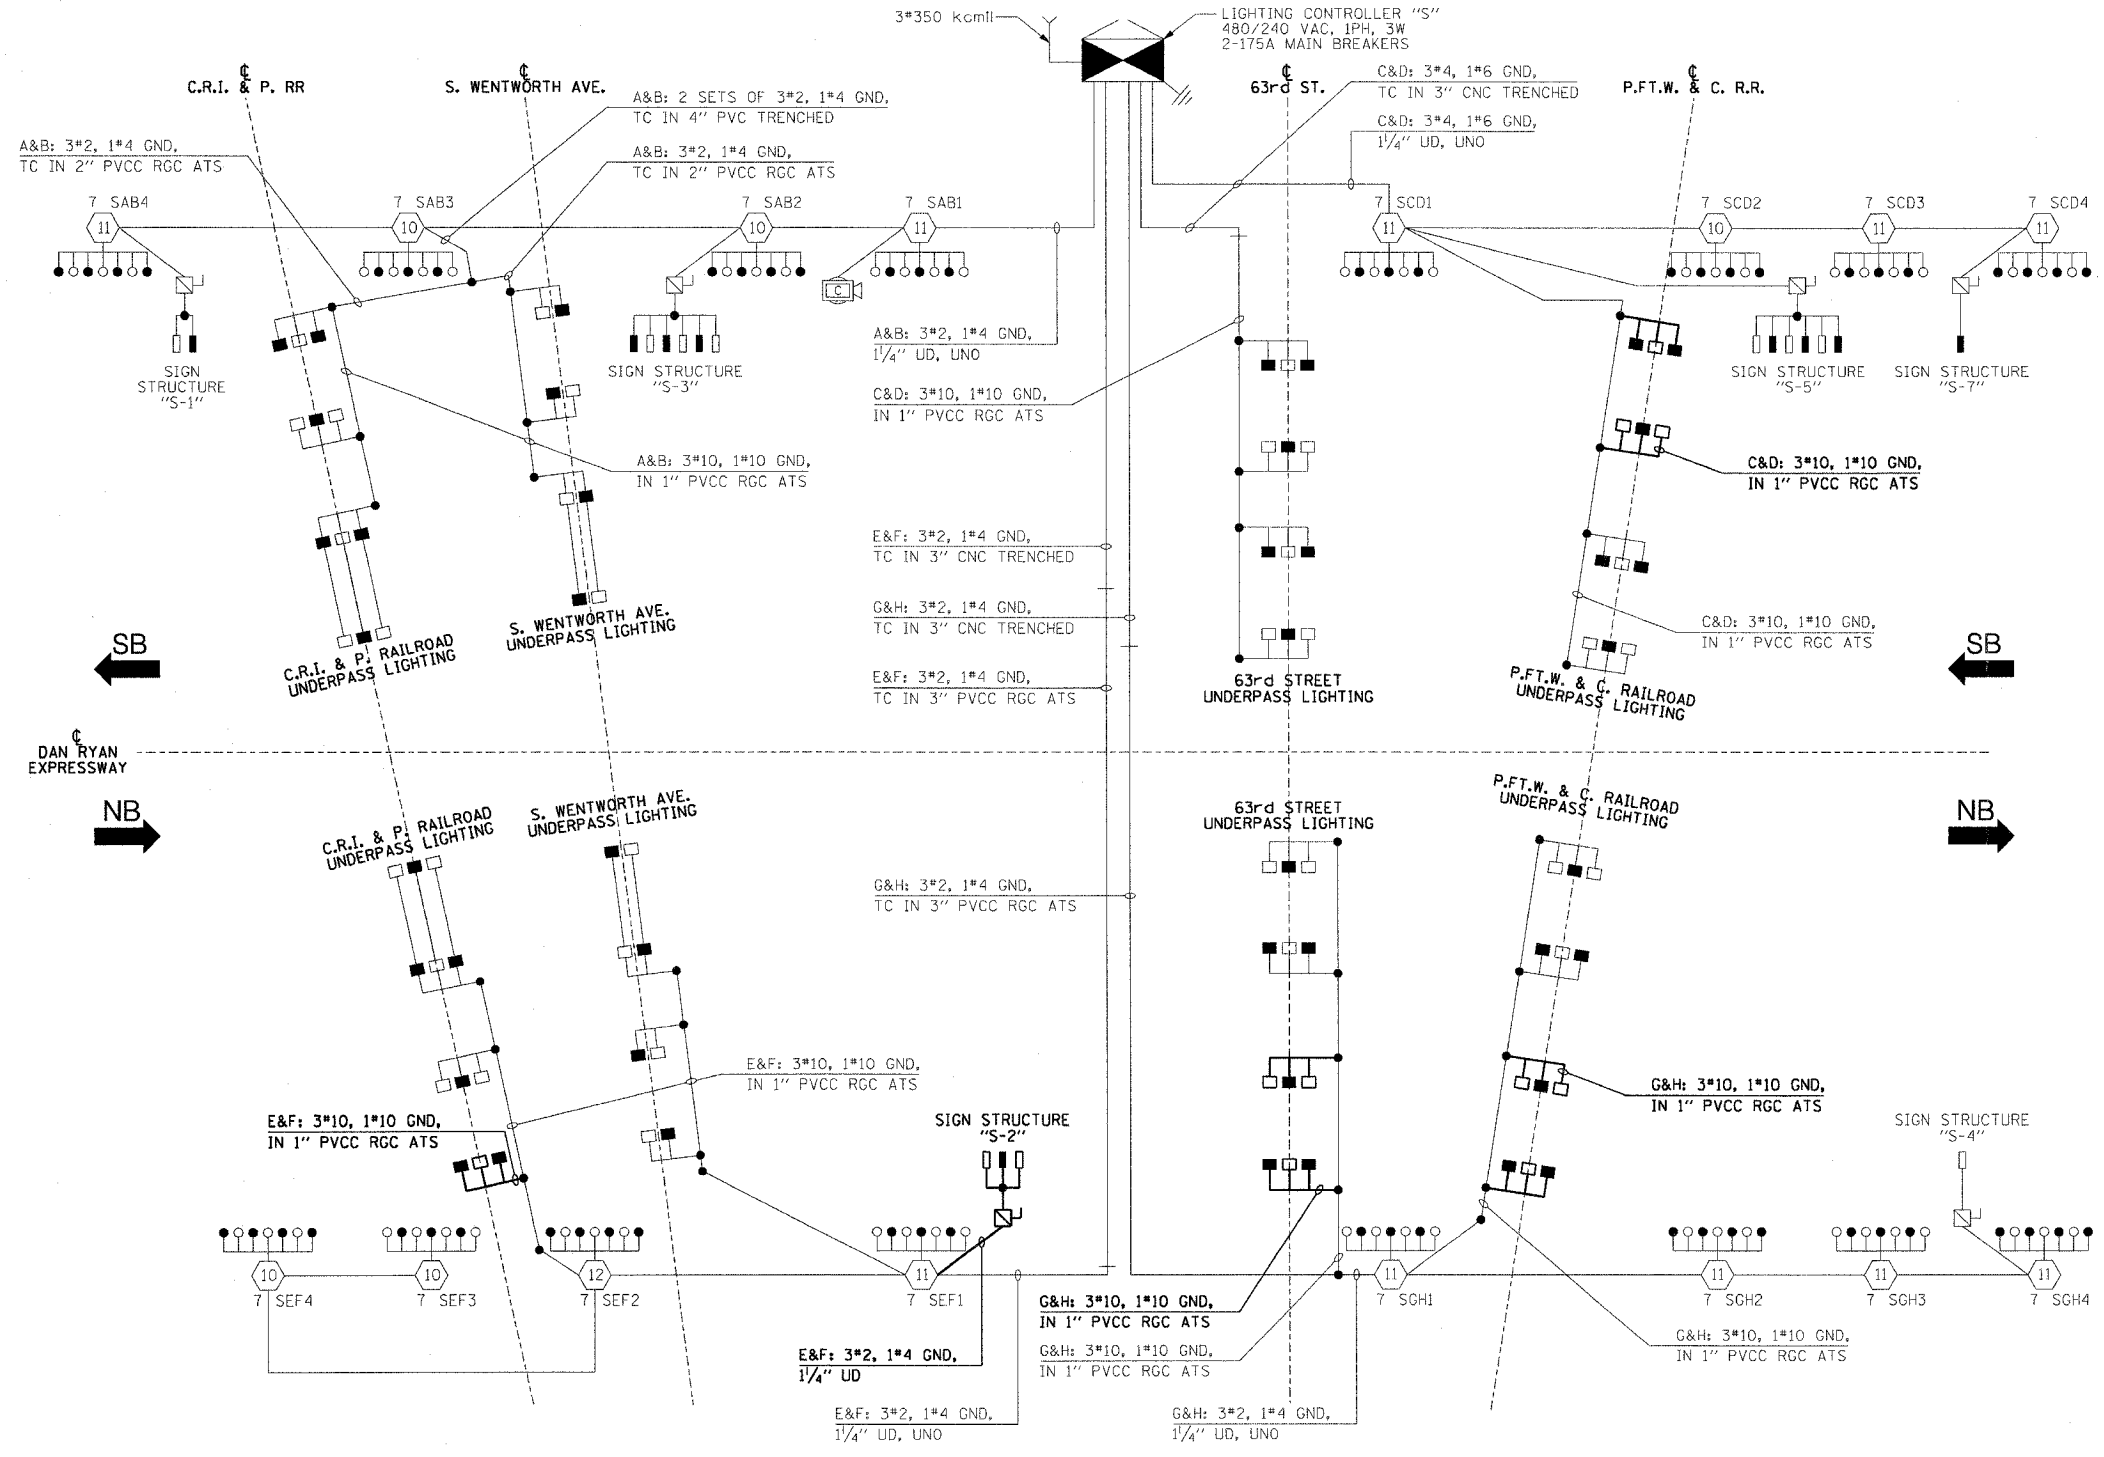 3#350 kcmil
LIGHTING CONTROLLER "S"
480/240 VAC, 1PH, 3W
2-175A MAIN BREAKERS
℄
C.R.I. & P. RR
℄
S. WENTWORTH AVE.
℄
63rd ST.
℄
P.FT.W. & C. R.R.
A&B: 2 SETS OF 3#2, 1#4 GND,
TC IN 4" PVC TRENCHED
C&D: 3#4, 1#6 GND,
TC IN 3" CNC TRENCHED
C&D: 3#4, 1#6 GND,
1 1/4" UD, UNO
A&B: 3#2, 1#4 GND,
TC IN 2" PVCC RGC ATS
A&B: 3#2, 1#4 GND,
TC IN 2" PVCC RGC ATS
7 SAB4
11
7 SAB3
10
7 SAB2
10
7 SAB1
11
7 SCD1
11
7 SCD2
10
7 SCD3
11
7 SCD4
11
C
SIGN
STRUCTURE
"S-1"
SIGN STRUCTURE
"S-3"
A&B: 3#2, 1#4 GND,
1 1/4" UD, UNO
SIGN STRUCTURE
"S-5"
SIGN STRUCTURE
"S-7"
C&D: 3#10, 1#10 GND,
IN 1" PVCC RGC ATS
A&B: 3#10, 1#10 GND,
IN 1" PVCC RGC ATS
C&D: 3#10, 1#10 GND,
IN 1" PVCC RGC ATS
E&F: 3#2, 1#4 GND,
TC IN 3" CNC TRENCHED
G&H: 3#2, 1#4 GND,
TC IN 3" CNC TRENCHED
C&D: 3#10, 1#10 GND,
IN 1" PVCC RGC ATS
E&F: 3#2, 1#4 GND,
TC IN 3" PVCC RGC ATS
SB
C.R.I. & P. RAILROAD
UNDERPASS LIGHTING
S. WENTWORTH AVE.
UNDERPASS LIGHTING
63rd STREET
UNDERPASS LIGHTING
P.FT.W. & C. RAILROAD
UNDERPASS LIGHTING
SB
℄
DAN RYAN
EXPRESSWAY
NB
C.R.I. & P. RAILROAD
UNDERPASS LIGHTING
S. WENTWORTH AVE.
UNDERPASS LIGHTING
63rd STREET
UNDERPASS LIGHTING
P.FT.W. & C. RAILROAD
UNDERPASS LIGHTING
NB
G&H: 3#2, 1#4 GND,
TC IN 3" PVCC RGC ATS
E&F: 3#10, 1#10 GND,
IN 1" PVCC RGC ATS
G&H: 3#10, 1#10 GND,
IN 1" PVCC RGC ATS
E&F: 3#10, 1#10 GND,
IN 1" PVCC RGC ATS
SIGN STRUCTURE
"S-2"
SIGN STRUCTURE
"S-4"
10
7 SEF4
10
7 SEF3
12
7 SEF2
11
7 SEF1
11
7 SGH1
11
7 SGH2
11
7 SGH3
11
7 SGH4
G&H: 3#10, 1#10 GND,
IN 1" PVCC RGC ATS
G&H: 3#10, 1#10 GND,
IN 1" PVCC RGC ATS
G&H: 3#10, 1#10 GND,
IN 1" PVCC RGC ATS
E&F: 3#2, 1#4 GND,
1 1/4" UD
E&F: 3#2, 1#4 GND,
1 1/4" UD, UNO
G&H: 3#2, 1#4 GND,
1 1/4" UD, UNO